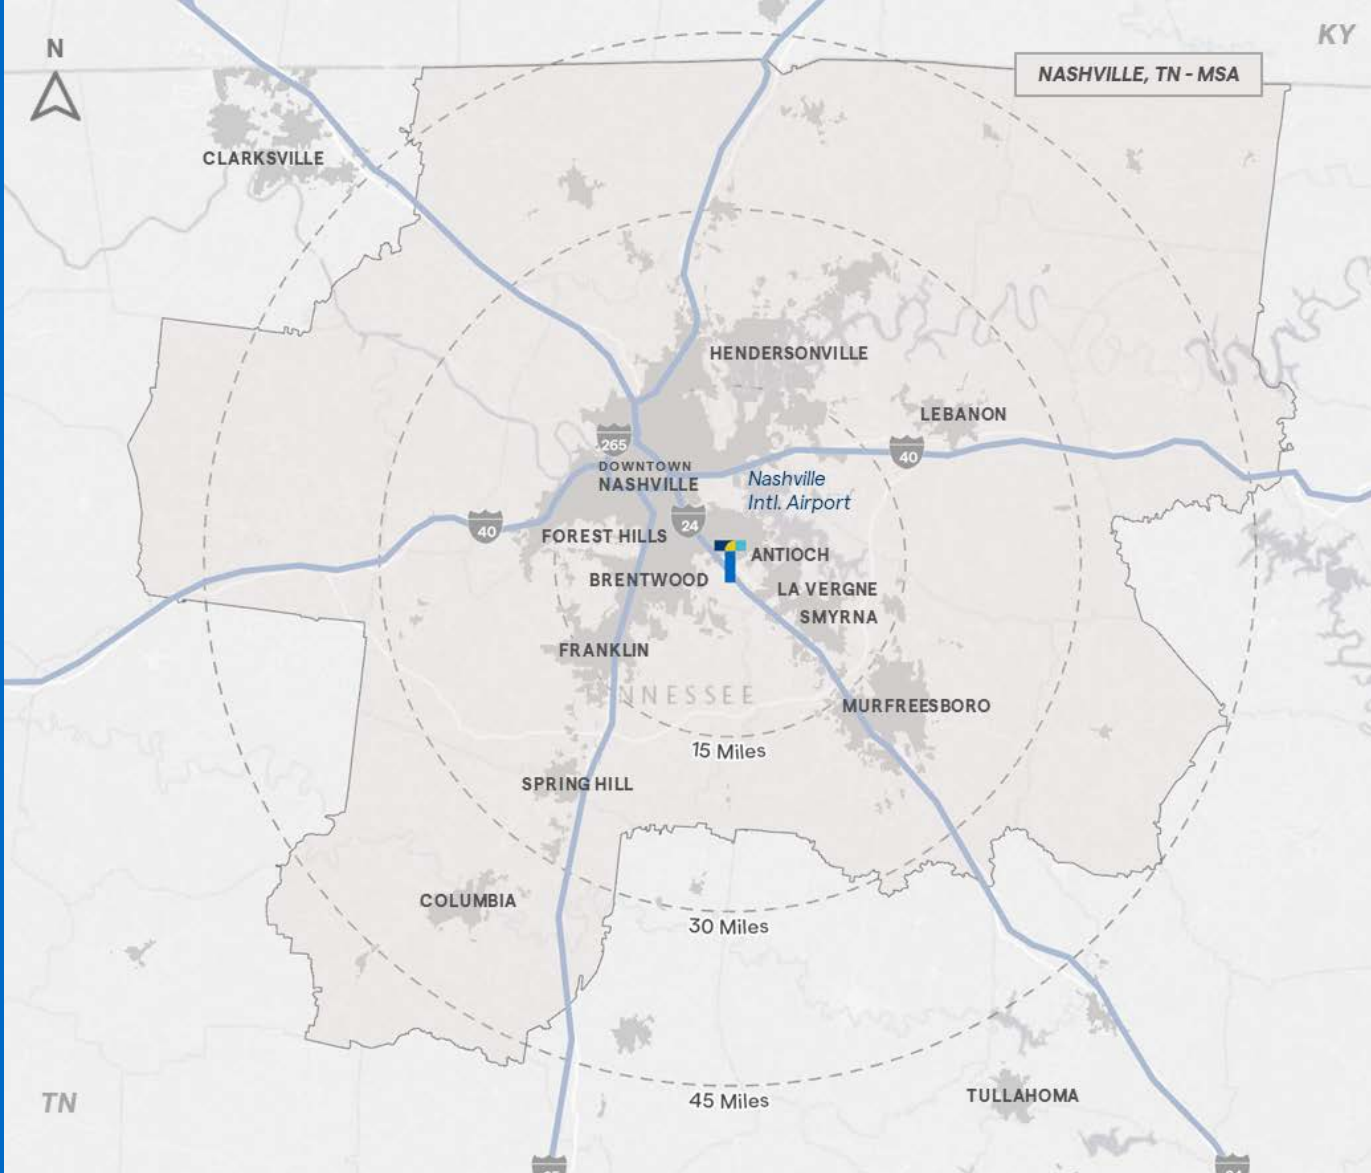 KY
N
NASHVILLE, TN - MSA
CLARKSVILLE
HENDERSONVILLE
LEBANON
265
40
DOWNTOWN
NASHVILLE
Nashville
Intl. Airport
40
24
FOREST HILLS
ANTIOCH
BRENTWOOD
LA VERGNE
SMYRNA
FRANKLIN
NNESSEE
MURFREESBORO
15 Miles
SPRING HILL
COLUMBIA
30 Miles
45 Miles
TULLAHOMA
TN